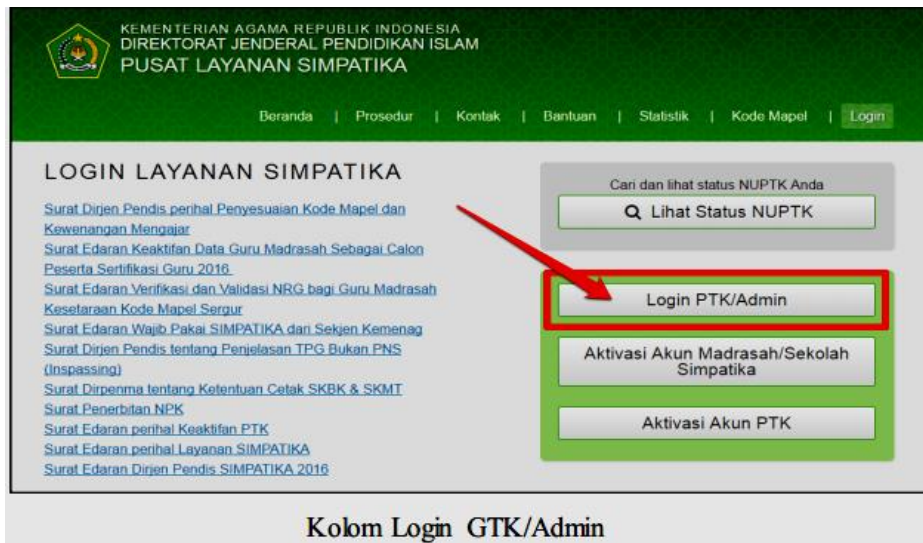 KEMENTERIAN AGAMA REPUBLIK INDONESIA
DIREKTORAT JENDERAL PENDIDIKAN ISLAM
PUSAT LAYANAN SIMPATIKA
Beranda | Prosedur | Kontak | Bantuan | Statistik | Kode Mapel | Login
LOGIN LAYANAN SIMPATIKA
Surat Dirjen Pendis perihal Penyesuaian Kode Mapel dan
Kewenangan Mengajar
Surat Edaran Keaktifan Data Guru Madrasah Sebagai Calon
Peserta Sertifikasi Guru 2016
Surat Edaran Verifikasi dan Validasi NRG bagi Guru Madrasah
Kesetaraan Kode Mapel Sergur
Surat Edaran Wajib Pakai SIMPATIKA dari Sekjen Kemenag
Surat Dirjen Pendis tentang Penjelasan TPG Bukan PNS
(Inspassing)
Surat Dirpenma tentang Ketentuan Cetak SKBK & SKMT
Surat Penerbitan NPK
Surat Edaran perihal Keaktifan PTK
Surat Edaran perihal Layanan SIMPATIKA
Surat Edaran Dirjen Pendis SIMPATIKA 2016
Cari dan lihat status NUPTK Anda
Lihat Status NUPTK
Login PTK/Admin
Aktivasi Akun Madrasah/Sekolah
Simpatika
Aktivasi Akun PTK
Kolom Login GTK/Admin